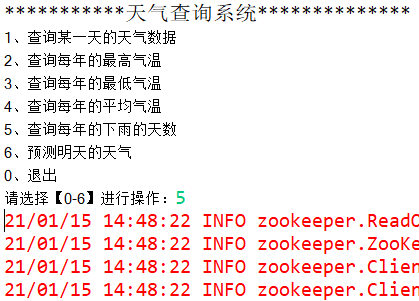 ***********天气查询系统**************
1、查询某一天的天气数据
2、查询每年的最高气温
3、查询每年的最低气温
4、查询每年的平均气温
5、查询每年的下雨的天数
6、预测明天的天气
0、退出
请选择【0-6】进行操作：5
21/01/15 14:48:22 INFO zookeeper.ReadO
21/01/15 14:48:22 INFO zookeeper.ZooKe
21/01/15 14:48:22 INFO zookeeper.Clien
21/01/15 14:48:22 INFO zookeeper.Clien